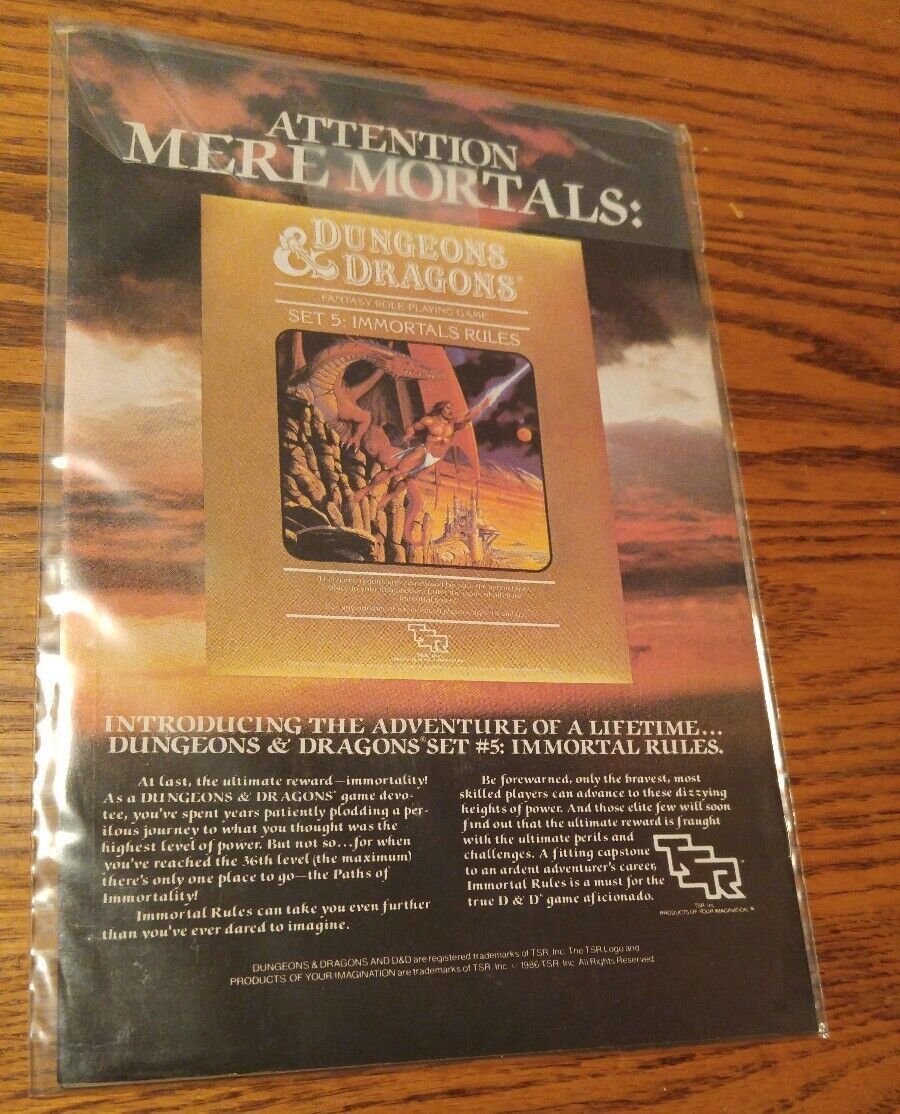 ATTENTION
MERE MORTALS:
DUNGEONS
& DRAGONS®
FANTASY ROLE-PLAYING GAME
SET 5: IMMORTALS RULES
TSR
INTRODUCING THE ADVENTURE OF A LIFETIME...
DUNGEONS & DRAGONS® SET #5: IMMORTAL RULES.
At last, the ultimate reward—immortality!
As a DUNGEONS & DRAGONS® game devo-
tee, you've spent years patiently plodding a per-
ilous journey to what you thought was the
highest level of power. But not so...for when
you've reached the 36th level (the maximum)
there's only one place to go—the Paths of
Immortality!
Immortal Rules can take you even further
than you've ever dared to imagine.
Be forewarned, only the bravest, most
skilled players can advance to these dizzying
heights of power. And those elite few will soon
find out that the ultimate reward is fraught
with the ultimate perils and
challenges. A fitting capstone
to an ardent adventurer's career,
Immortal Rules is a must for the
true D & D® game aficionado.
TSR™
TSR, Inc.
PRODUCTS OF YOUR IMAGINATION™
DUNGEONS & DRAGONS AND D&D are registered trademarks of TSR, Inc. The TSR Logo and
PRODUCTS OF YOUR IMAGINATION are trademarks of TSR, Inc. · 1986 TSR, Inc. All Rights Reserved.